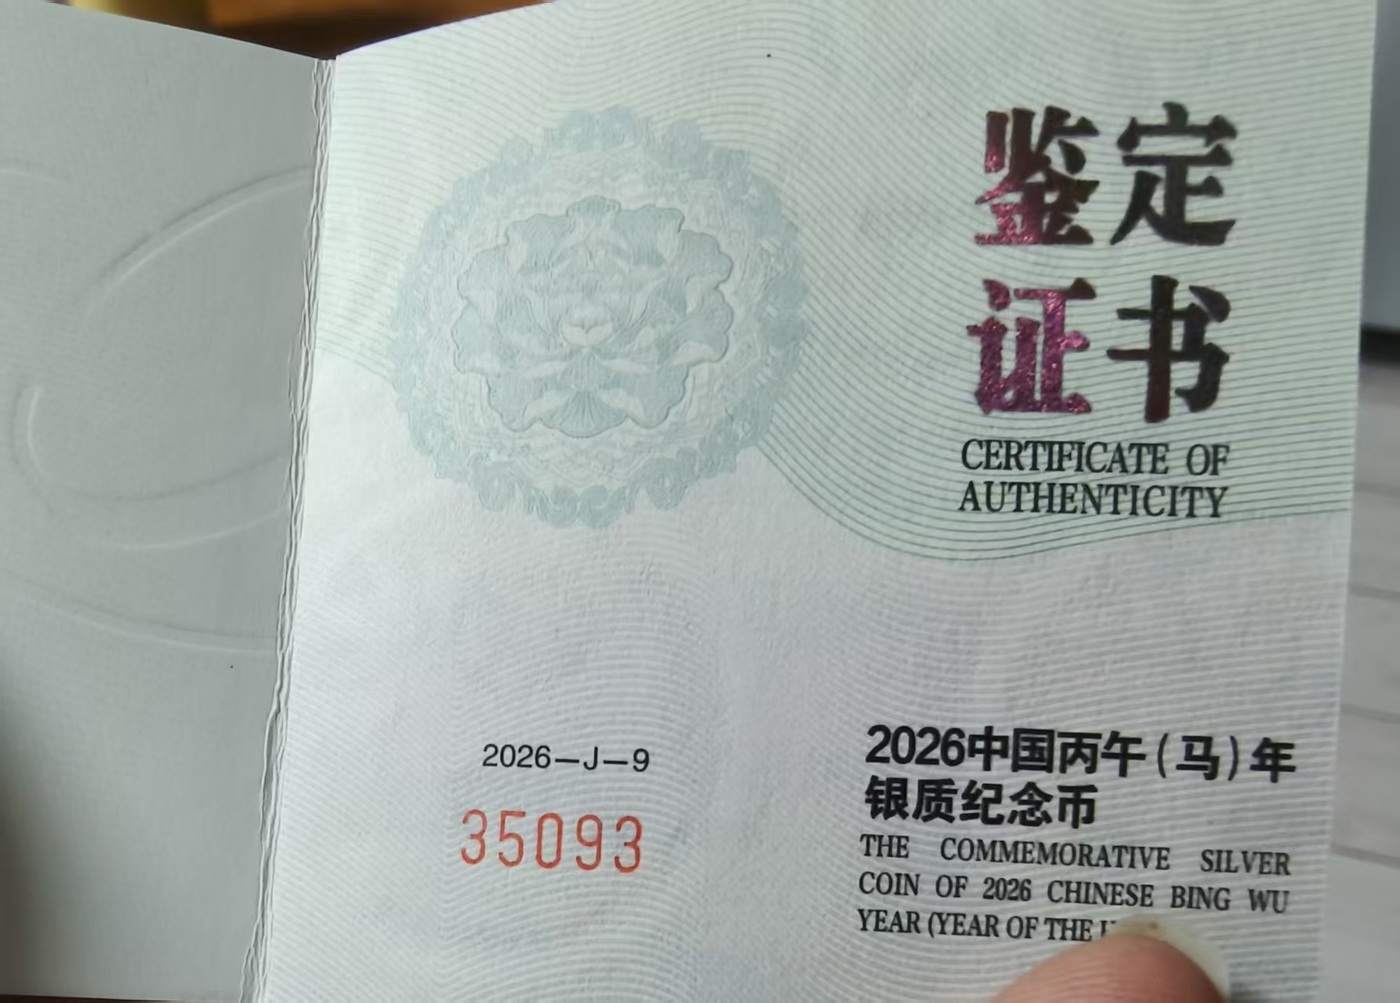 鉴定
证书
CERTIFICATE OF
AUTHENTICITY
2026—J—9
35093
2026中国丙午(马)年
银质纪念币
THE COMMEMORATIVE SILVER
COIN OF 2026 CHINESE BING WU
YEAR (YEAR OF THE